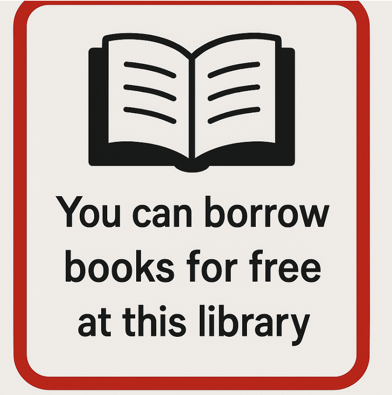 You can borrow
books for free
at this library